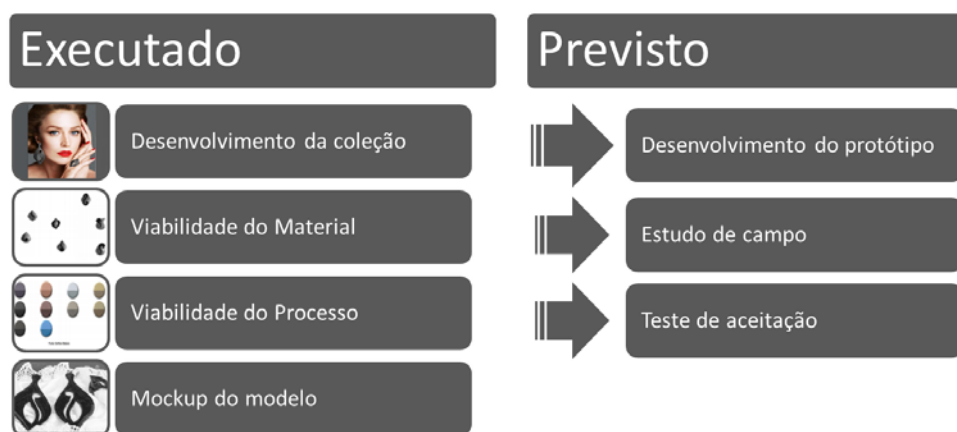 Executado
Desenvolvimento da coleção
Viabilidade do Material
Viabilidade do Processo
Mockup do modelo
Previsto
Desenvolvimento do protótipo
Estudo de campo
Teste de aceitação